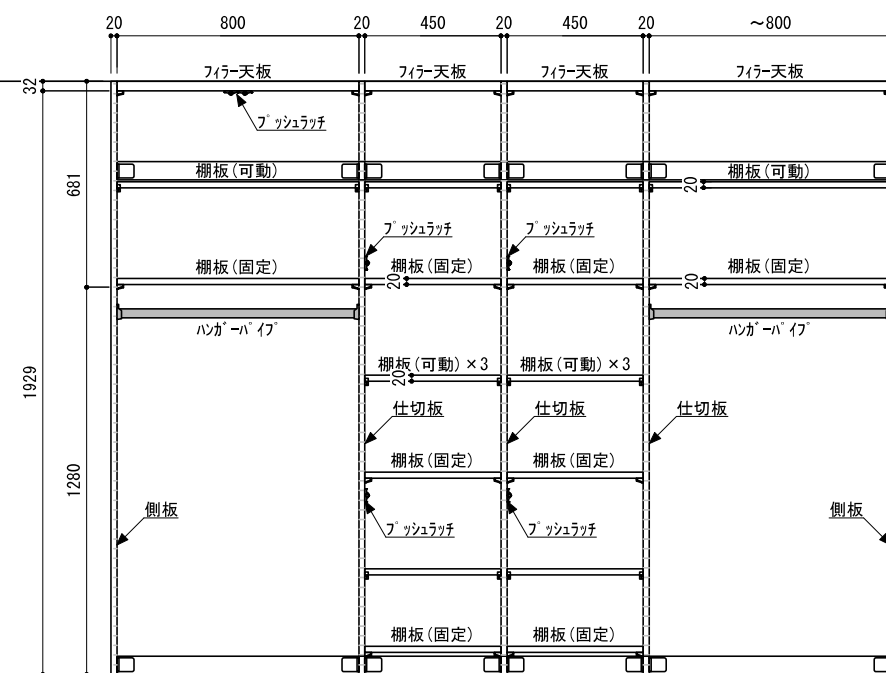 20 800 20 450 20 450 20 ～800
フィラー天板 フィラー天板 フィラー天板 フィラー天板
32
プッシュラッチ
棚板(可動) 棚板(可動)
681
20
プッシュラッチ プッシュラッチ
棚板(固定) 棚板(固定) 棚板(固定) 棚板(固定)
20 20
ハンガーパイプ ハンガーパイプ
棚板(可動)×3 棚板(可動)×3
20
1929
仕切板 仕切板 仕切板
棚板(固定) 棚板(固定)
1280
側板 側板
プッシュラッチ プッシュラッチ
棚板(固定) 棚板(固定)